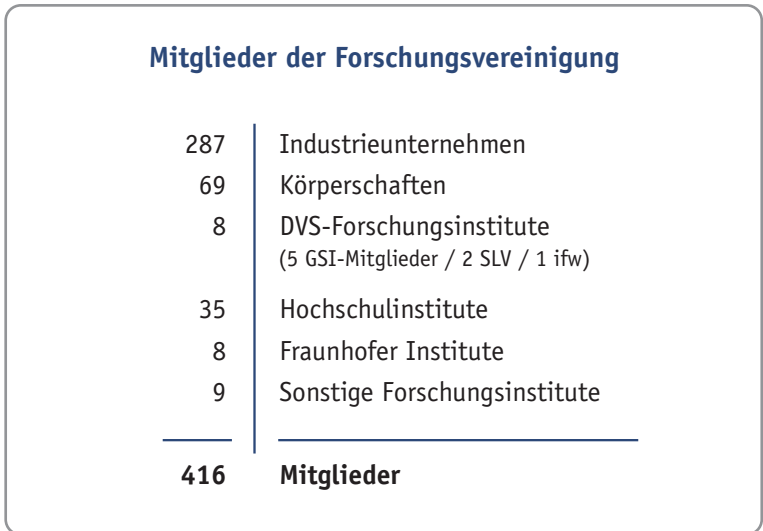 Mitglieder der Forschungsvereinigung
287 Industrieunternehmen
69 Körperschaften
8 DVS-Forschungsinstitute
(5 GSI-Mitglieder / 2 SLV / 1 ifw)
35 Hochschulinstitute
8 Fraunhofer Institute
9 Sonstige Forschungsinstitute
416 Mitglieder